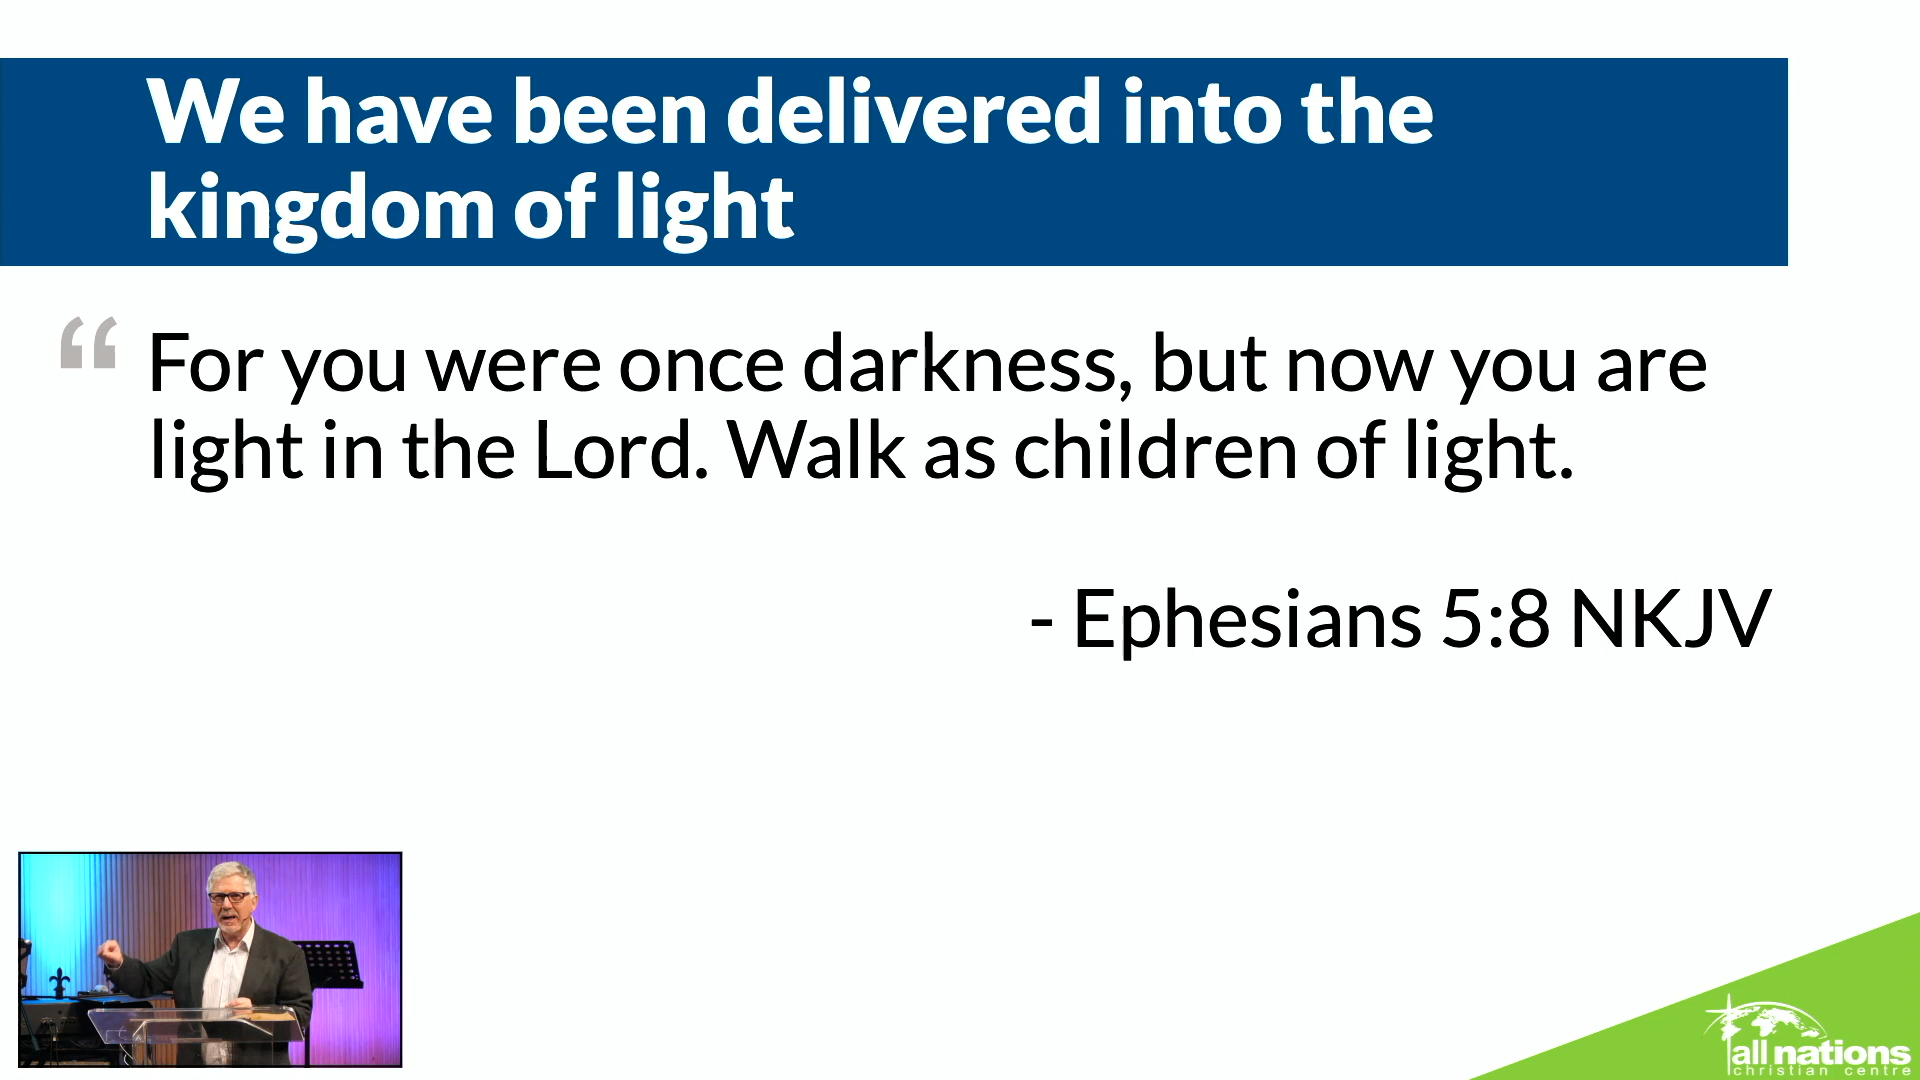 We have been delivered into the
kingdom of light
“ For you were once darkness, but now you are
light in the Lord. Walk as children of light.
- Ephesians 5:8 NKJV
all nations
christian centre